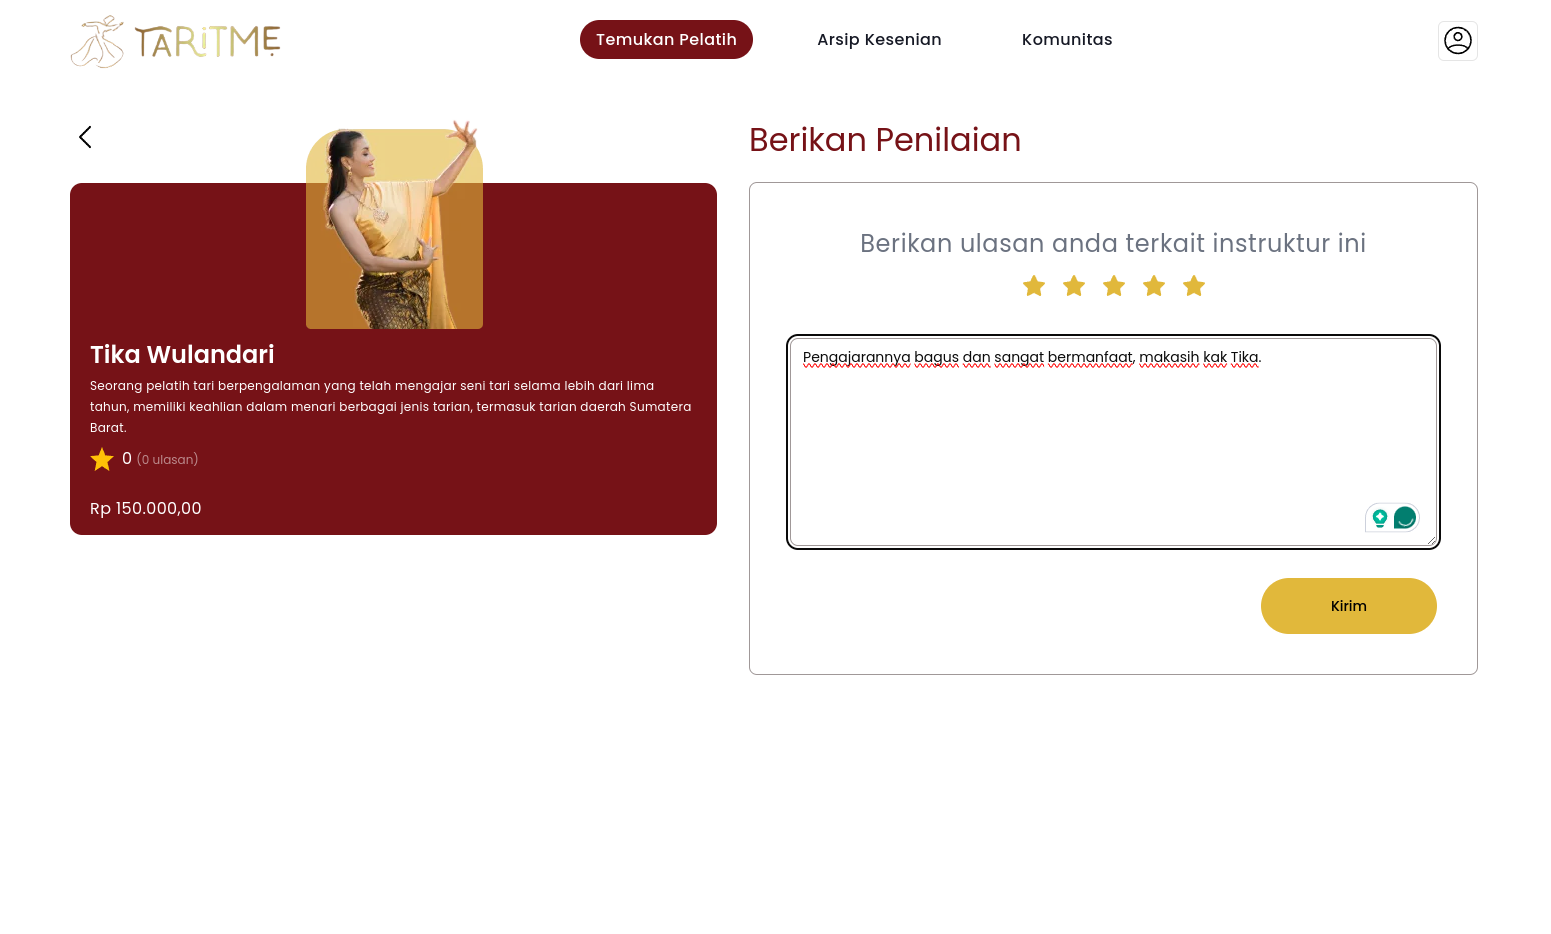 TARiTME
Temukan Pelatih
Arsip Kesenian
Komunitas
Berikan Penilaian
Tika Wulandari
Seorang pelatih tari berpengalaman yang telah mengajar seni tari selama lebih dari lima
tahun, memiliki keahlian dalam menari berbagai jenis tarian, termasuk tarian daerah Sumatera
Barat.
0 (0 ulasan)
Rp 150.000,00
Berikan ulasan anda terkait instruktur ini
Pengajarannya bagus dan sangat bermanfaat, makasih kak Tika.
Kirim